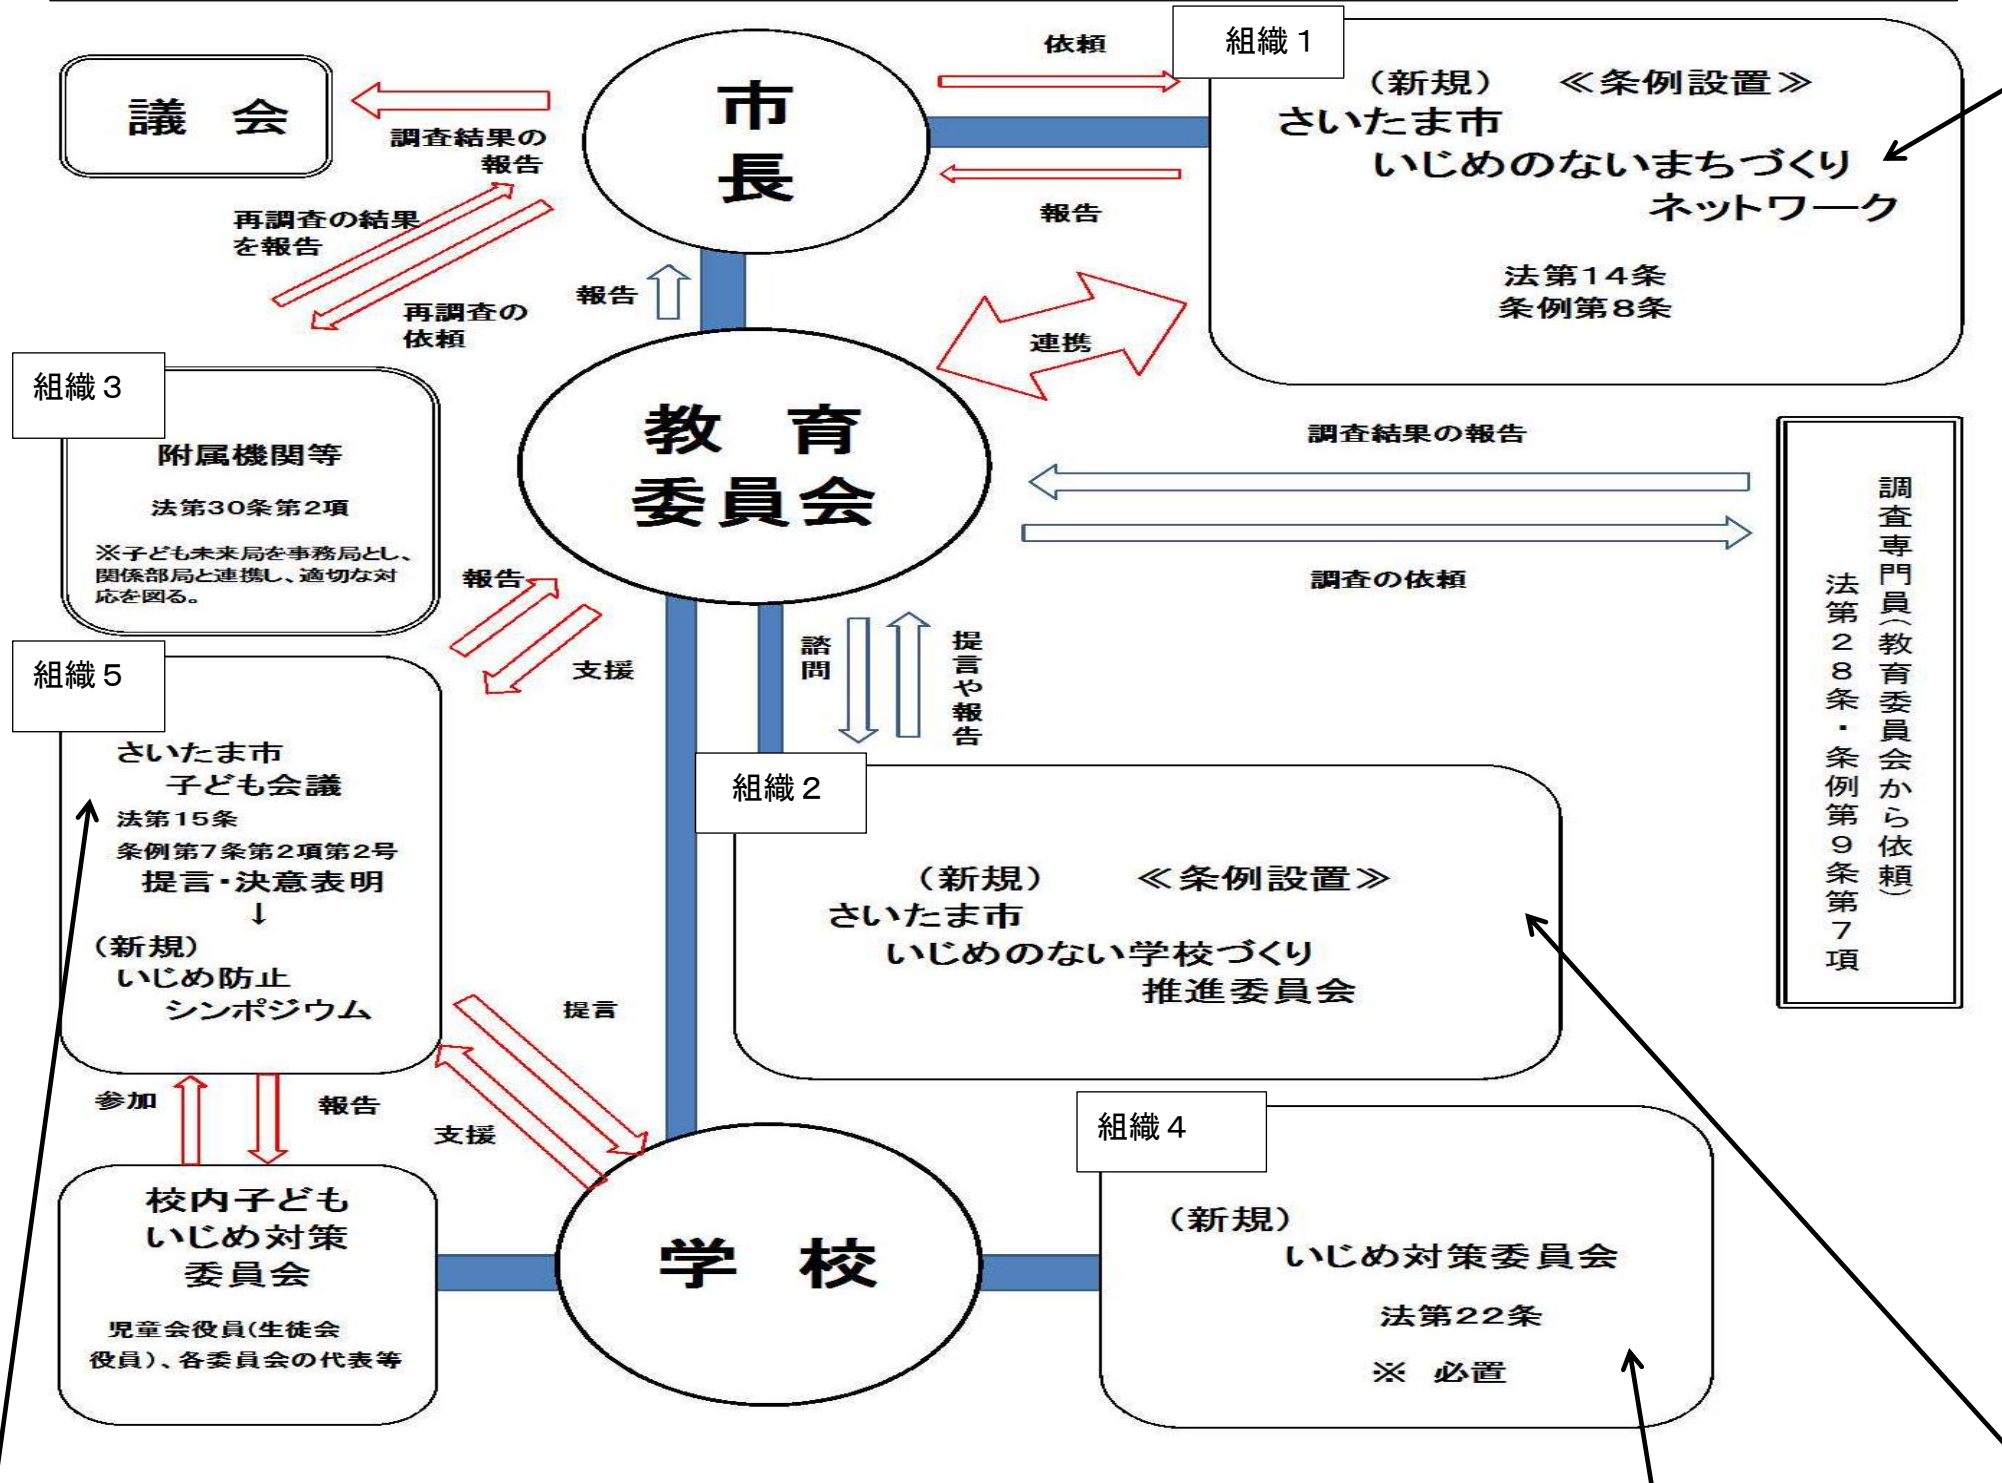 議 会
市
長
依頼
報告
組織１
（新規） ≪条例設置≫
さいたま市
いじめのないまちづくり
ネットワーク
法第14条
条例第8条
調査結果の
報告
再調査の結果
を報告
再調査の
依頼
報告
連携
組織３
附属機関等
法第30条第2項
※子ども未来局を事務局とし、
関係部局と連携し、適切な対
応を図る。
教 育
委員会
調査結果の報告
調査の依頼
調査専門員（教育委員会から依頼）
法第２８条・条例第９条第７項
報告
支援
諮問
提言や報告
組織５
さいたま市
子ども会議
法第15条
条例第7条第2項第2号
提言・決意表明
↓
（新規）
いじめ防止
シンポジウム
組織２
（新規） ≪条例設置≫
さいたま市
いじめのない学校づくり
推進委員会
提言
支援
参加
報告
校内子ども
いじめ対策
委員会
児童会役員(生徒会
役員)、各委員会の代表等
学 校
組織４
（新規）
いじめ対策委員会
法第22条
※ 必置